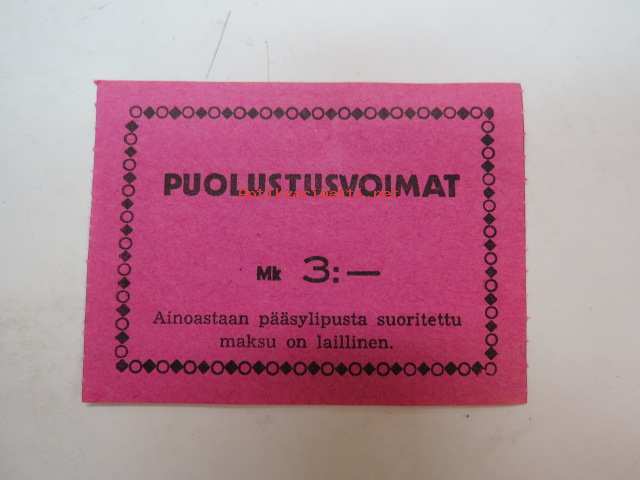 PUOLUSTUSVOIMAT
Mk 3:—
Ainoastaan pääsylipusta suoritettu
maksu on laillinen.